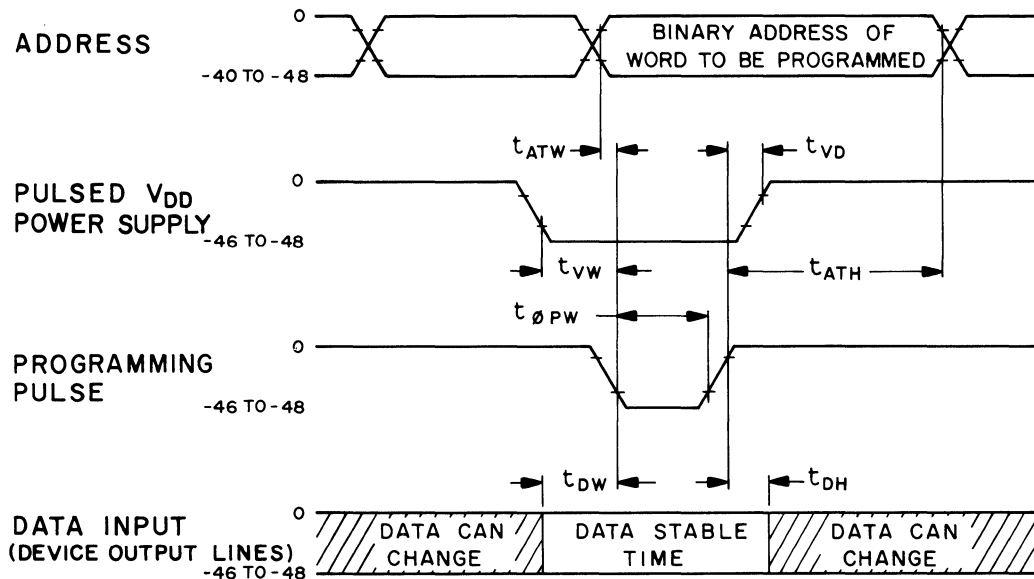 0
BINARY ADDRESS OF
ADDRESS
WORD TO BE PROGRAMMED
-40 TO -48
tATW
tVD
0
PULSED VDD
POWER SUPPLY
-46 TO -48
tVW
tATH
tøPW
0
PROGRAMMING
PULSE
-46 TO -48
tDW
tDH
0
DATA INPUT
(DEVICE OUTPUT LINES)
DATA CAN
CHANGE
DATA STABLE
TIME
DATA CAN
CHANGE
-46 TO -48